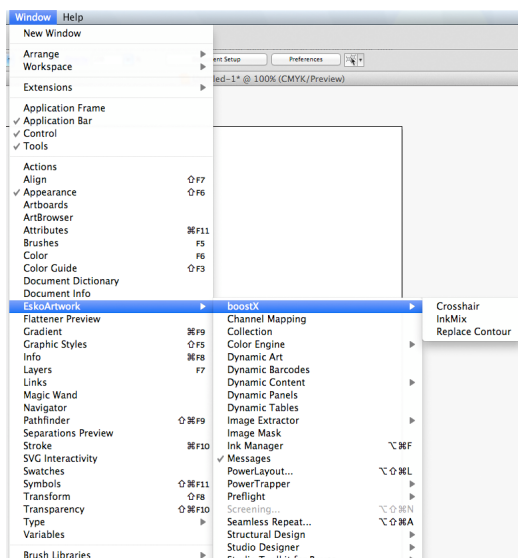 Window Help
New Window
Arrange
Workspace
ent Setup
Preferences
Extensions
led-1* @ 100% (CMYK/Preview)
Application Frame
✓ Application Bar
✓ Control
✓ Tools
Actions
Align ⇧F7
✓ Appearance ⇧F6
Artboards
ArtBrowser
Attributes ⌘F11
Brushes F5
Color F6
Color Guide ⇧F3
Document Dictionary
Document Info
EskoArtwork
Flattener Preview
Gradient ⌘F9
Graphic Styles ⇧F5
Info ⌘F8
Layers F7
Links
Magic Wand
Navigator
Pathfinder ⇧⌘F9
Separations Preview
Stroke ⌘F10
SVG Interactivity
Swatches
Symbols ⇧⌘F11
Transform ⇧F8
Transparency ⇧⌘F10
Type
Variables
Brush Libraries
boostX
Channel Mapping
Collection
Color Engine
Dynamic Art
Dynamic Barcodes
Dynamic Content
Dynamic Panels
Dynamic Tables
Image Extractor
Image Mask
Ink Manager ⌥⌘F
✓ Messages
PowerLayout... ⌥⇧⌘L
PowerTrapper
Preflight
Screening... ⌥⇧⌘N
Seamless Repeat... ⌥⇧⌘A
Structural Design
Studio Designer
Crosshair
InkMix
Replace Contour